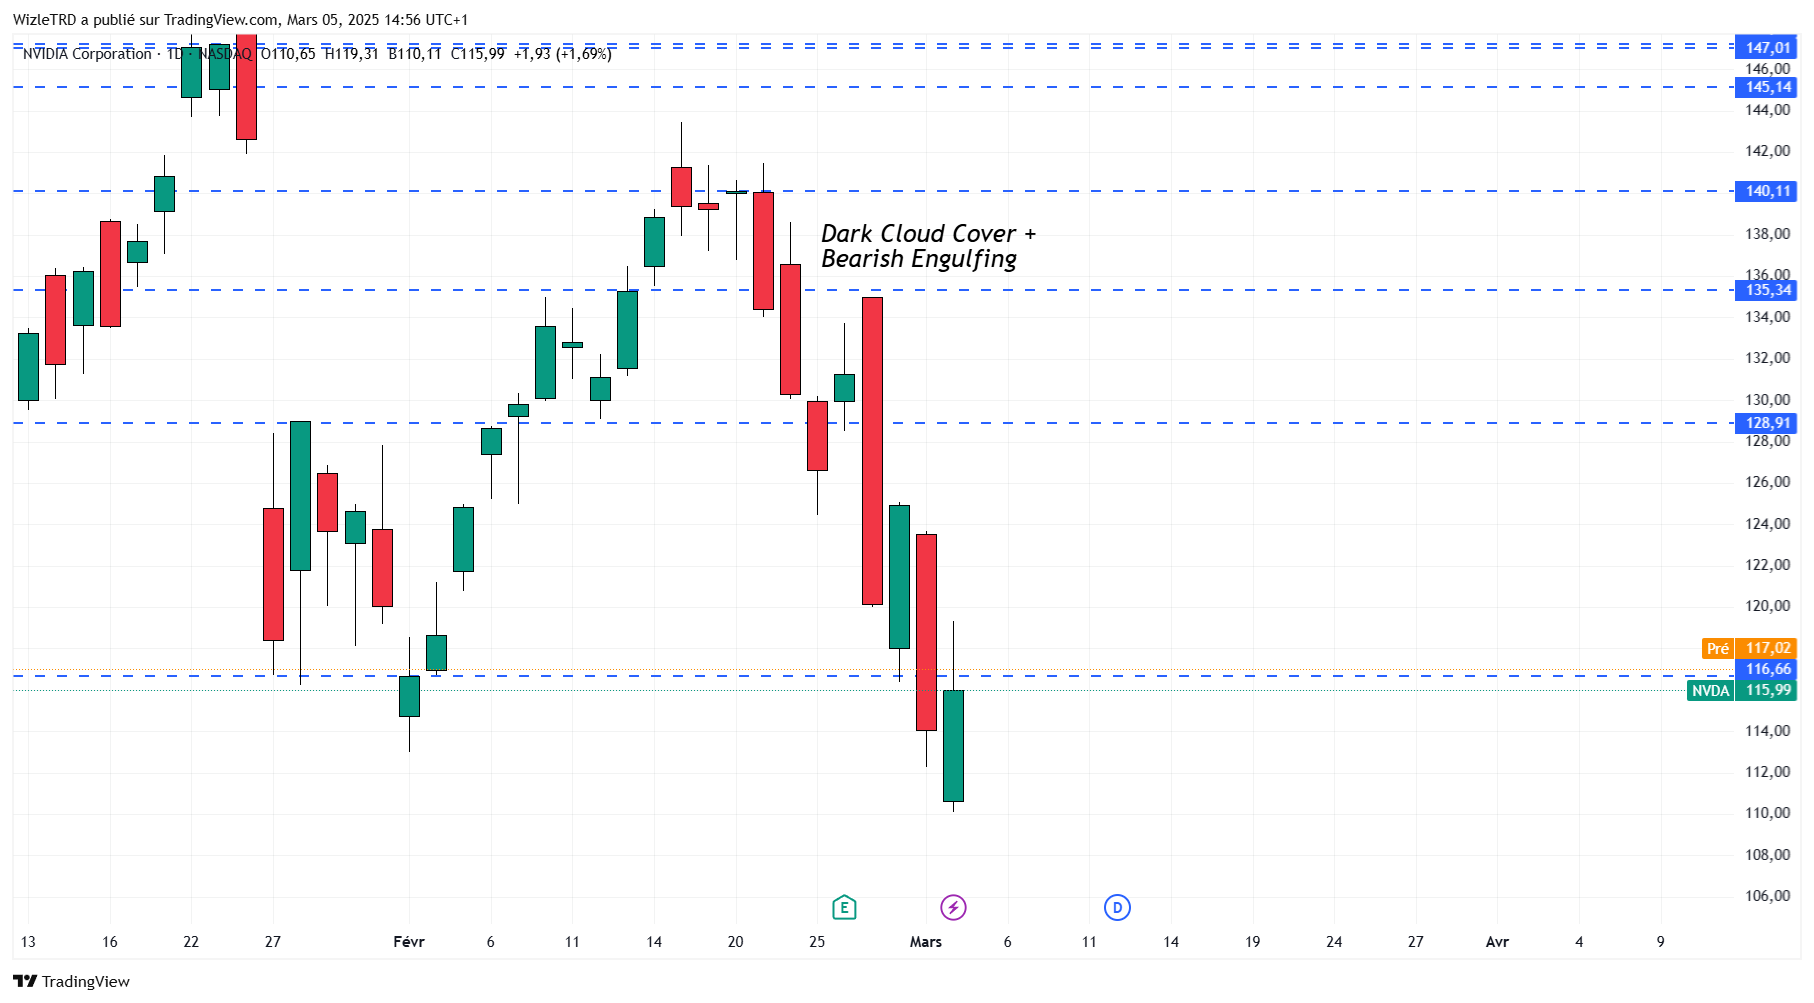 WizleTRD a publié sur TradingView.com, Mars 05, 2025 14:56 UTC+1
NVIDIA Corporation · 1D · NASDAQ O110,65 H119,31 B110,11 C115,99 +1,93 (+1,69%)
147,01
146,00
145,14
144,00
142,00
140,11
Dark Cloud Cover +
Bearish Engulfing
138,00
136,00
135,34
134,00
132,00
130,00
128,91
128,00
126,00
124,00
122,00
120,00
Pré 117,02
116,66
NVDA 115,99
114,00
112,00
110,00
108,00
106,00
E
D
13 16 22 27 Févr 6 11 14 20 25 Mars 6 11 14 19 24 27 Avr 4 9
TradingView